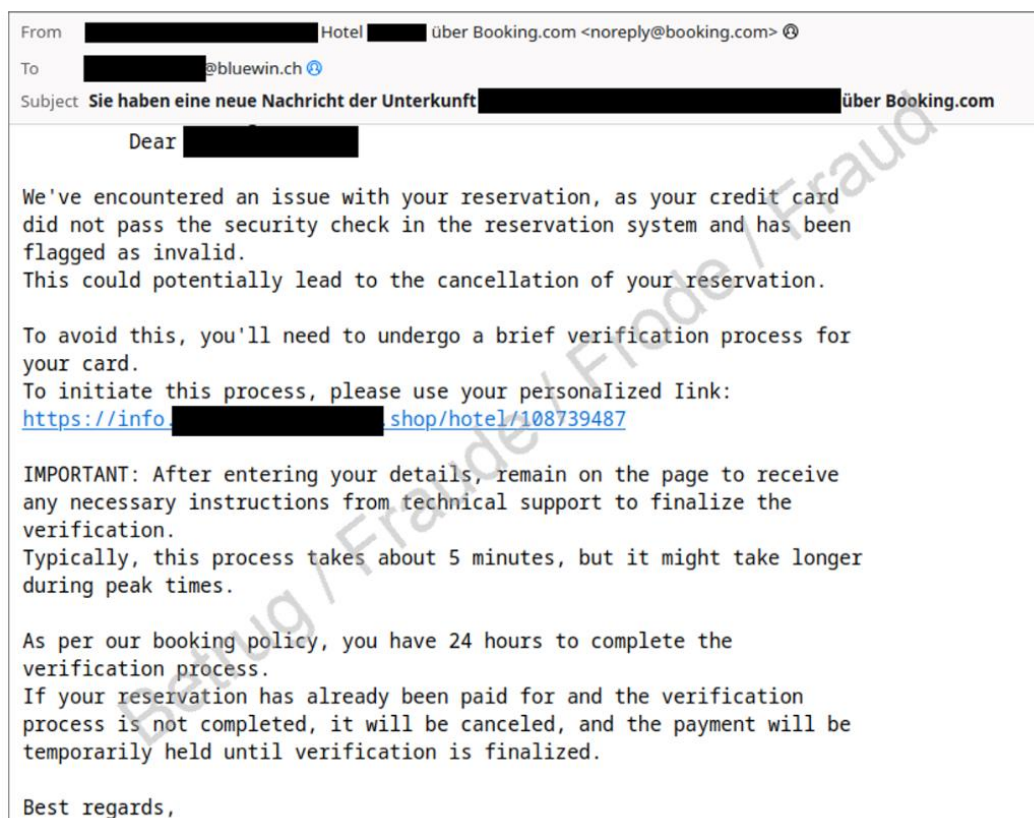 From Hotel über Booking.com <noreply@booking.com>
To @bluewin.ch
Subject Sie haben eine neue Nachricht der Unterkunft über Booking.com
Dear
We've encountered an issue with your reservation, as your credit card
did not pass the security check in the reservation system and has been
flagged as invalid.
This could potentially lead to the cancellation of your reservation.
To avoid this, you'll need to undergo a brief verification process for
your card.
To initiate this process, please use your personaIized Iink:
https://info. .shop/hotel/108739487
IMPORTANT: After entering your details, remain on the page to receive
any necessary instructions from technical support to finalize the
verification.
Typically, this process takes about 5 minutes, but it might take longer
during peak times.
As per our booking policy, you have 24 hours to complete the
verification process.
If your reservation has already been paid for and the verification
process is not completed, it will be canceled, and the payment will be
temporarily held until verification is finalized.
Best regards,
Betrug / Fraude / Frode / Fraud